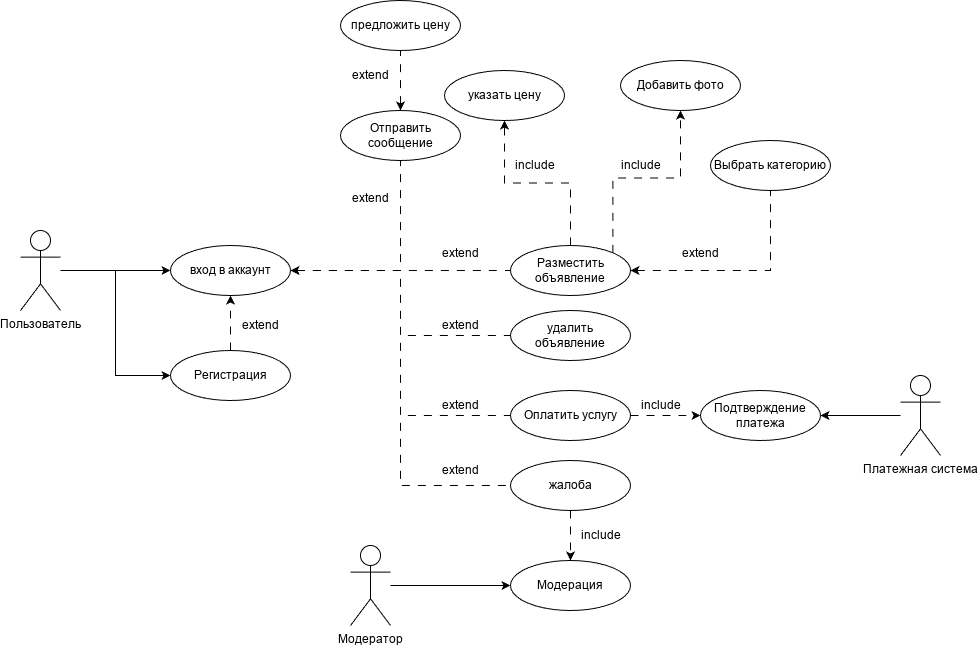 предложить цену
extend
Отправить
сообщение
указать цену
Добавить фото
include
include
Выбрать категорию
extend
extend
extend
вход в аккаунт
Разместить
объявление
extend
extend
удалить
объявление
Пользователь
Регистрация
extend
Оплатить услугу
include
Подтверждение
платежа
Платежная система
extend
жалоба
include
Модерация
Модератор